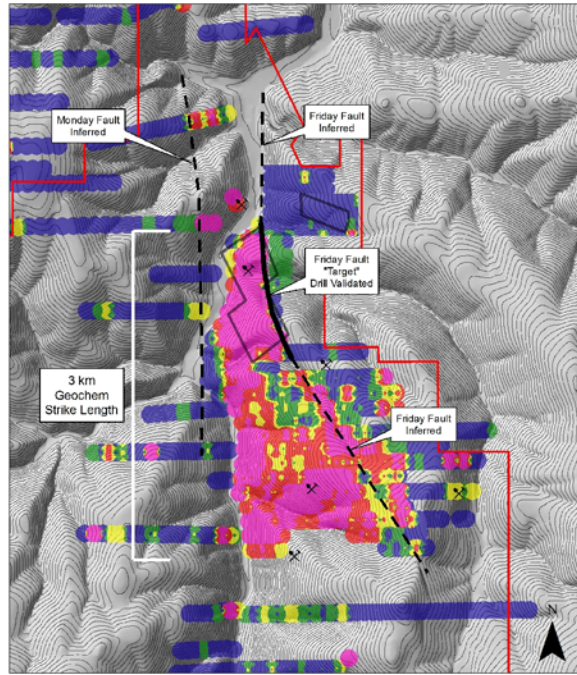 Monday Fault
Inferred
Friday Fault
Inferred
Friday Fault
"Target"
Drill Validated
3 km
Geochem
Strike Length
Friday Fault
Inferred
N